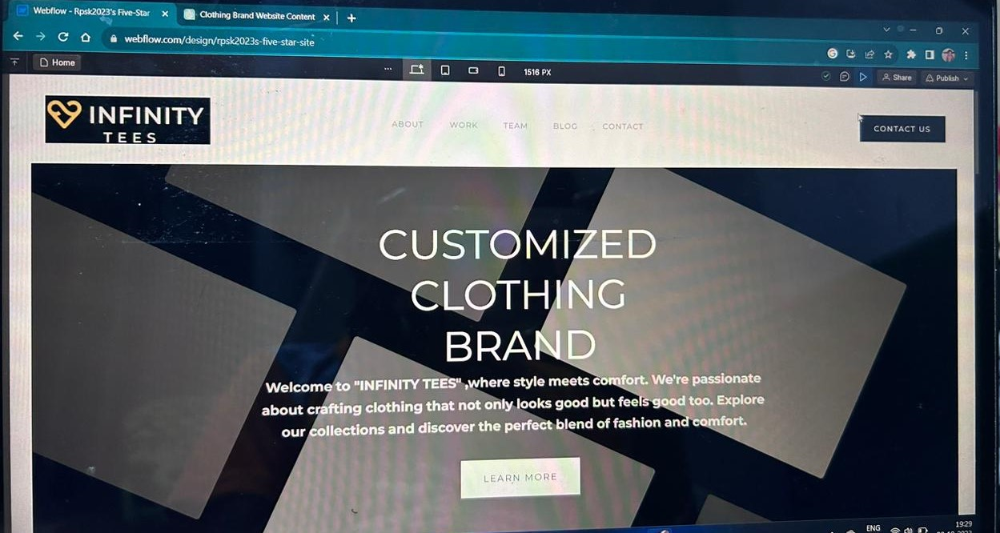 Webflow - Rpsk2023's Five-Star
Clothing Brand Website Content
webflow.com/design/rpsk2023s-five-star-site
Home
1516 PX
Share
Publish
INFINITY
TEES
ABOUT WORK TEAM BLOG CONTACT
CONTACT US
CUSTOMIZED
CLOTHING
BRAND
Welcome to "INFINITY TEES" ,where style meets comfort. We're passionate
about crafting clothing that not only looks good but feels good too. Explore
our collections and discover the perfect blend of fashion and comfort.
LEARN MORE
ENG
19:29